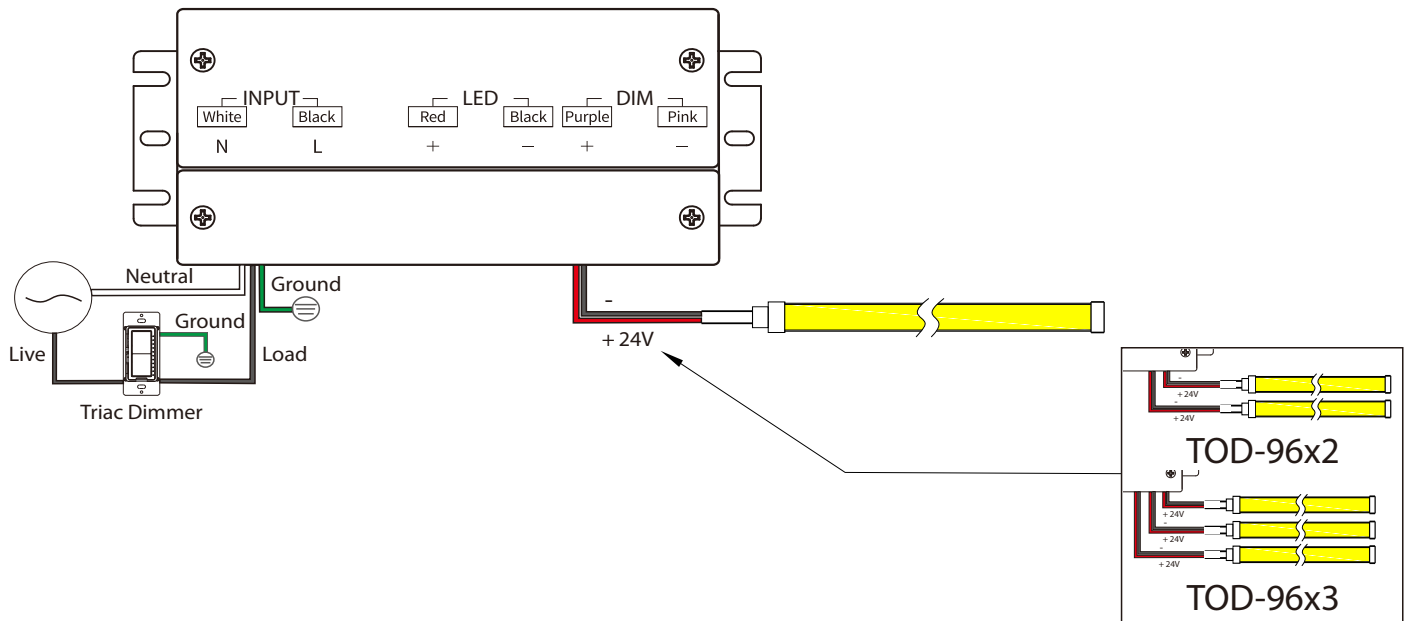 INPUT
LED
DIM
White
Black
Red
Black
Purple
Pink
N
L
+
−
+
−
Neutral
Ground
Ground
Live
Load
Triac Dimmer
-
+ 24V
-
+ 24V
-
+ 24V
TOD-96x2
+ 24V
-
+ 24V
-
+ 24V
TOD-96x3